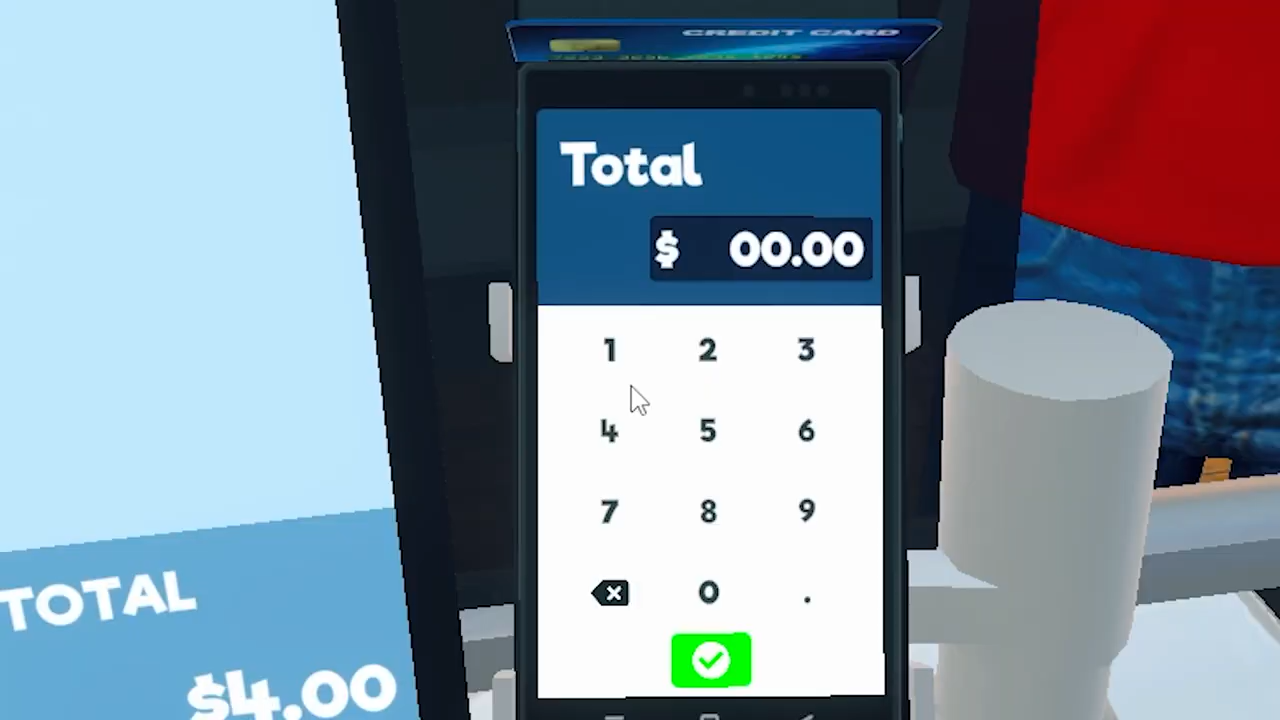 CREDIT CARD
Total
$ 00.00
1 2 3
4 5 6
7 8 9
0 .
TOTAL
$4.00